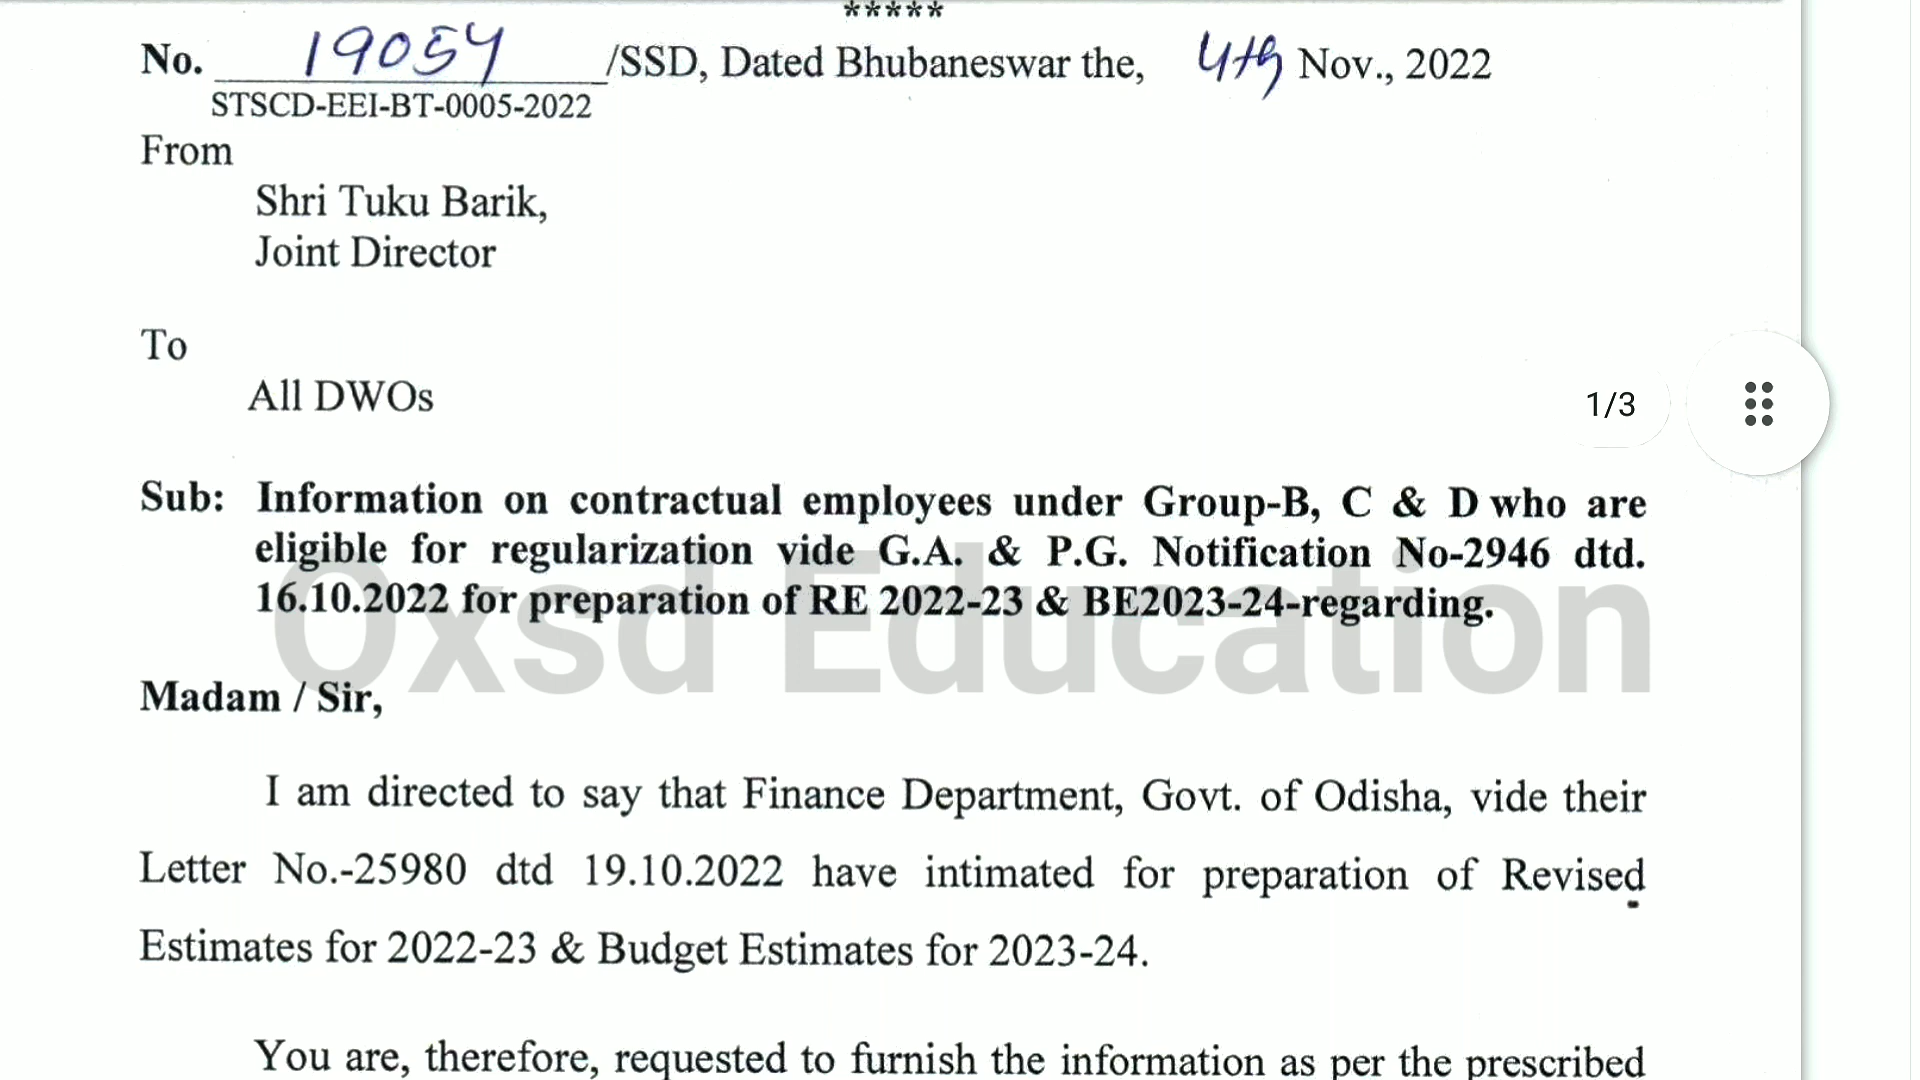 *****
No. 19054 /SSD, Dated Bhubaneswar the, 4th Nov., 2022
STSCD-EEI-BT-0005-2022
From
Shri Tuku Barik,
Joint Director
To
All DWOs
1/3
Sub: Information on contractual employees under Group-B, C & D who are
eligible for regularization vide G.A. & P.G. Notification No-2946 dtd.
16.10.2022 for preparation of RE 2022-23 & BE2023-24-regarding.
Oxsd Education
Madam / Sir,
I am directed to say that Finance Department, Govt. of Odisha, vide their
Letter No.-25980 dtd 19.10.2022 have intimated for preparation of Revised
Estimates for 2022-23 & Budget Estimates for 2023-24.
You are, therefore, requested to furnish the information as per the prescribed